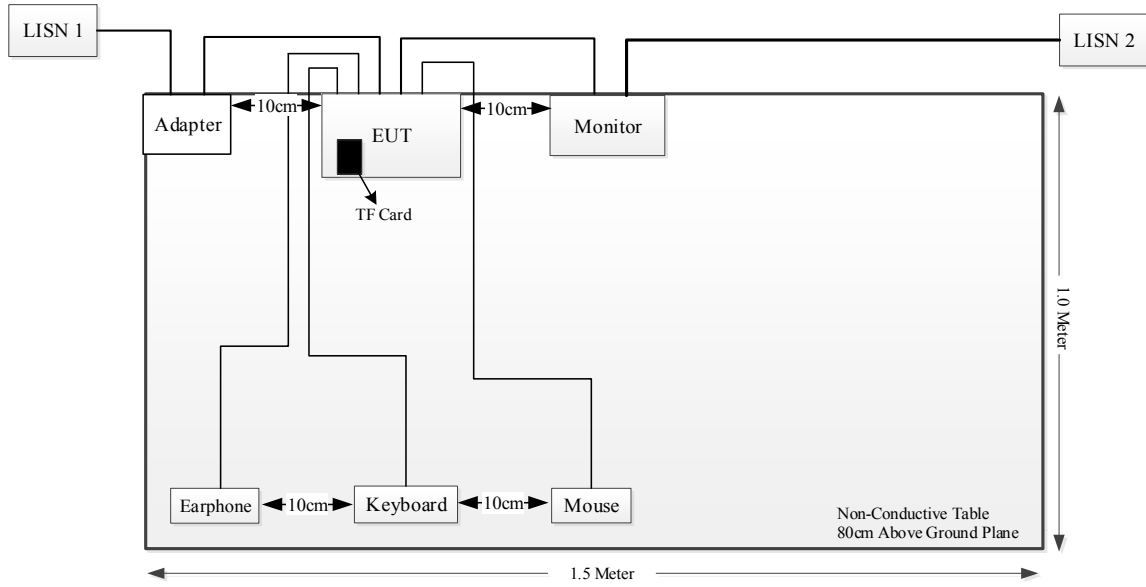 LISN 1
LISN 2
10cm
10cm
Adapter
EUT
Monitor
TF Card
1.0 Meter
Earphone
10cm
Keyboard
10cm
Mouse
Non-Conductive Table
80cm Above Ground Plane
1.5 Meter